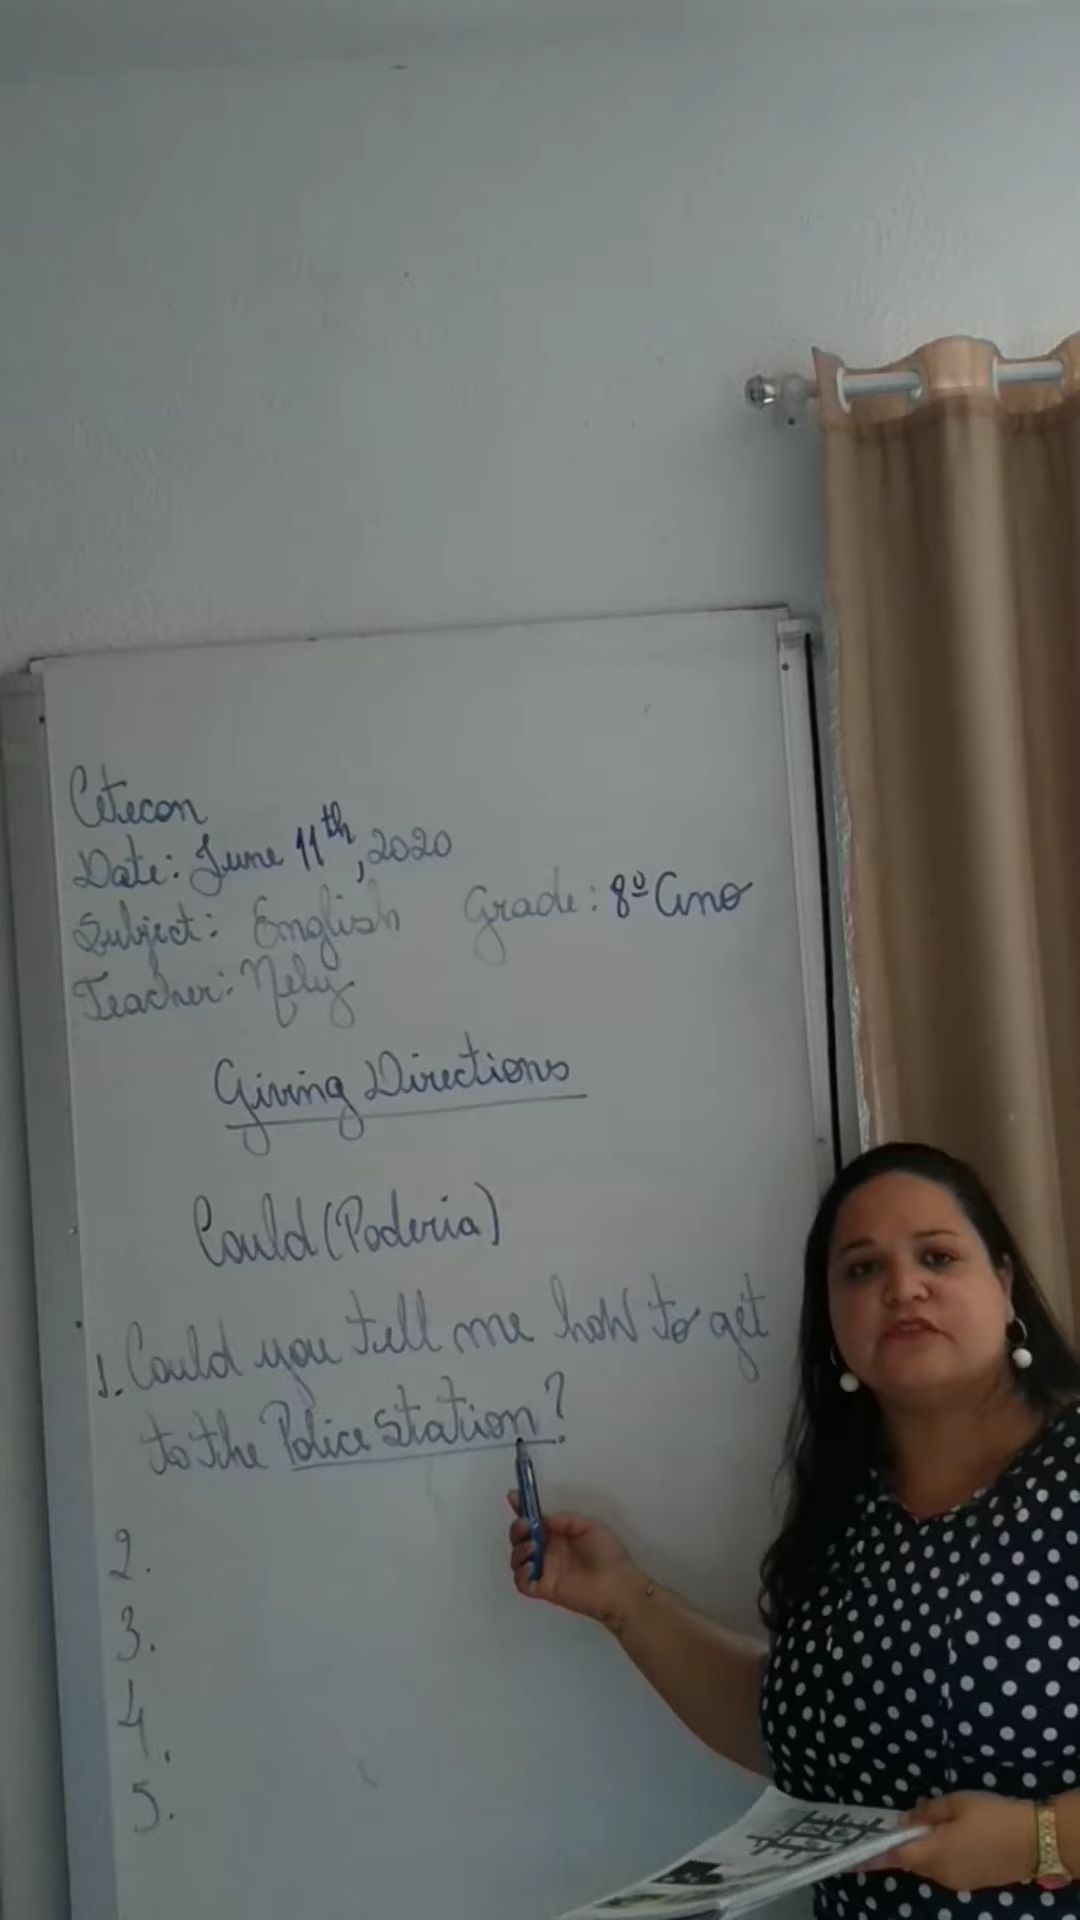 Cetecon
Date: June 11th, 2020
Subject: English Grade: 8º Ano
Teacher: Nely
Giving Directions
Could (Poderia)
1. Could you tell me how to get
to the Police Station?
2.
3.
4.
5.